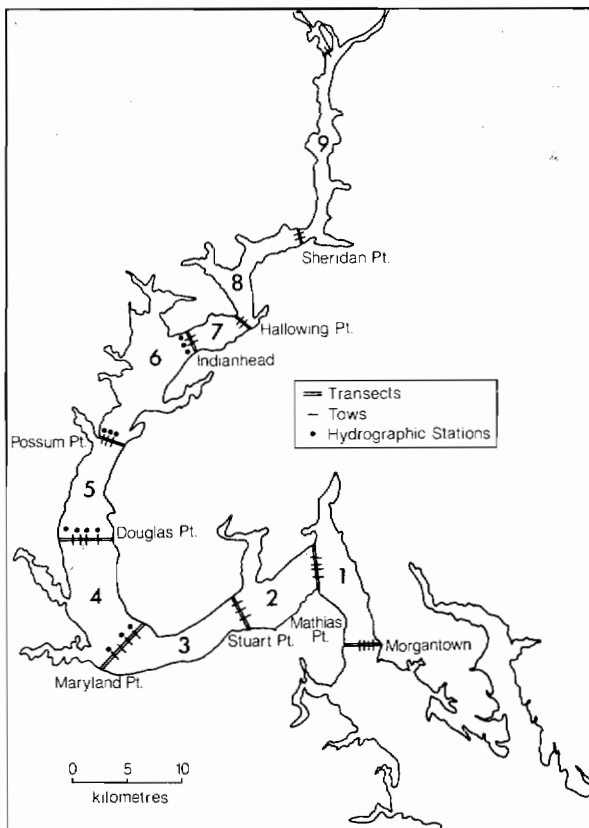 9
Sheridan Pt.
8
Hallowing Pt.
7
6
Indianhead
Transects
Tows
Hydrographic Stations
Possum Pt.
5
Douglas Pt.
4
1
2
Mathias Pt.
3
Stuart Pt.
Morgantown
Maryland Pt.
0 5 10
kilometres